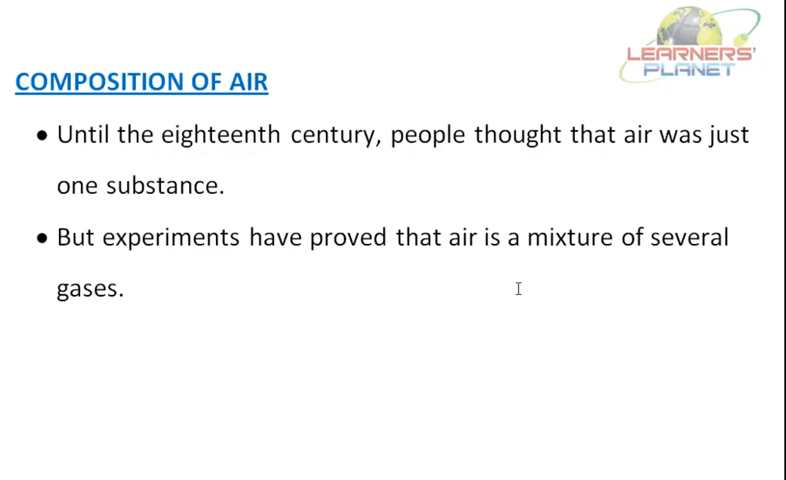 LEARNERS'
PLANET
COMPOSITION OF AIR
• Until the eighteenth century, people thought that air was just
one substance.
• But experiments have proved that air is a mixture of several
gases.